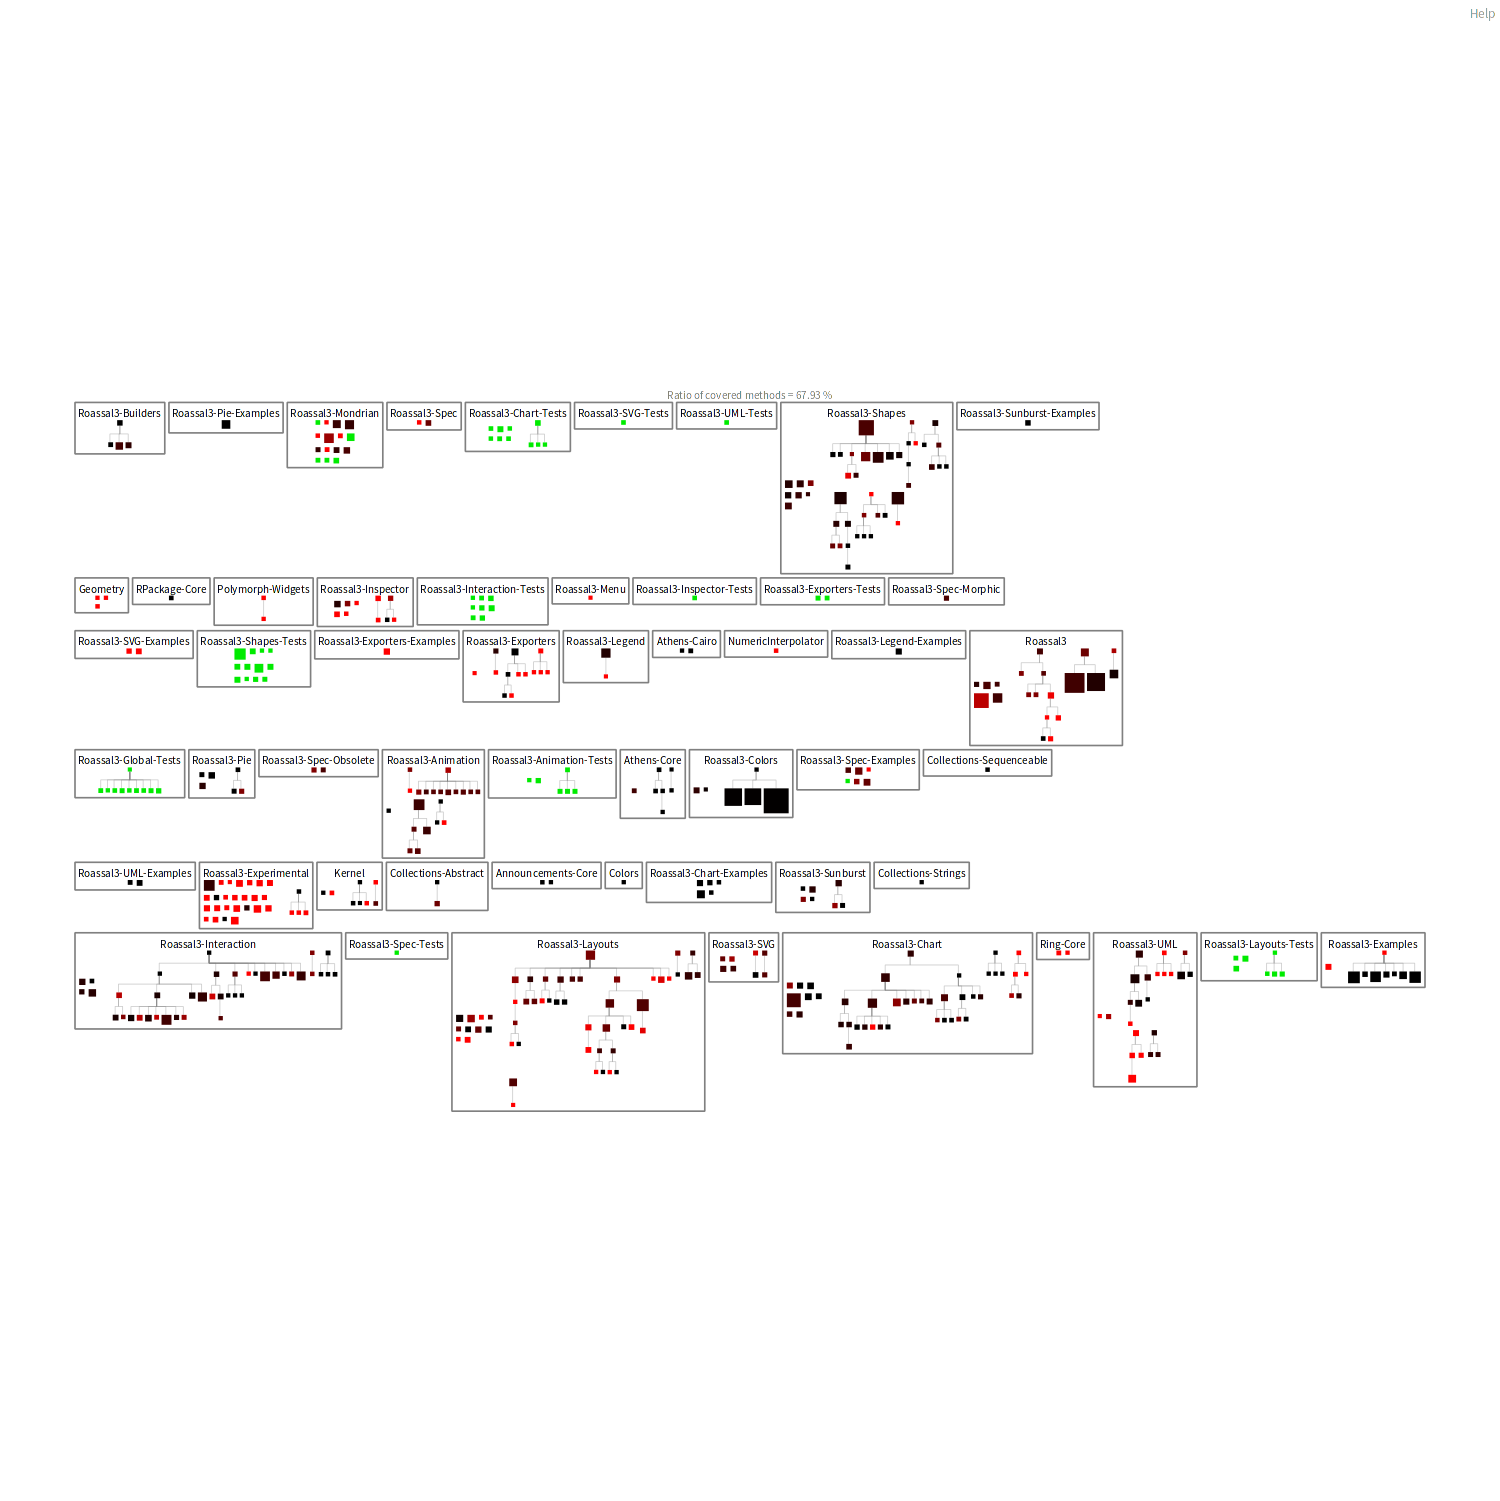 Help
Ratio of covered methods = 67.93 %
Roassal3-Builders Roassal3-Pie-Examples Roassal3-Mondrian Roassal3-Spec Roassal3-Chart-Tests Roassal3-SVG-Tests Roassal3-UML-Tests Roassal3-Shapes Roassal3-Sunburst-Examples
Geometry RPackage-Core Polymorph-Widgets Roassal3-Inspector Roassal3-Interaction-Tests Roassal3-Menu Roassal3-Inspector-Tests Roassal3-Exporters-Tests Roassal3-Spec-Morphic
Roassal3-SVG-Examples Roassal3-Shapes-Tests Roassal3-Exporters-Examples Roassal3-Exporters Roassal3-Legend Athens-Cairo NumericInterpolator Roassal3-Legend-Examples Roassal3
Roassal3-Global-Tests Roassal3-Pie Roassal3-Spec-Obsolete Roassal3-Animation Roassal3-Animation-Tests Athens-Core Roassal3-Colors Roassal3-Spec-Examples Collections-Sequenceable
Roassal3-UML-Examples Roassal3-Experimental Kernel Collections-Abstract Announcements-Core Colors Roassal3-Chart-Examples Roassal3-Sunburst Collections-Strings
Roassal3-Interaction Roassal3-Spec-Tests Roassal3-Layouts Roassal3-SVG Roassal3-Chart Ring-Core Roassal3-UML Roassal3-Layouts-Tests Roassal3-Examples